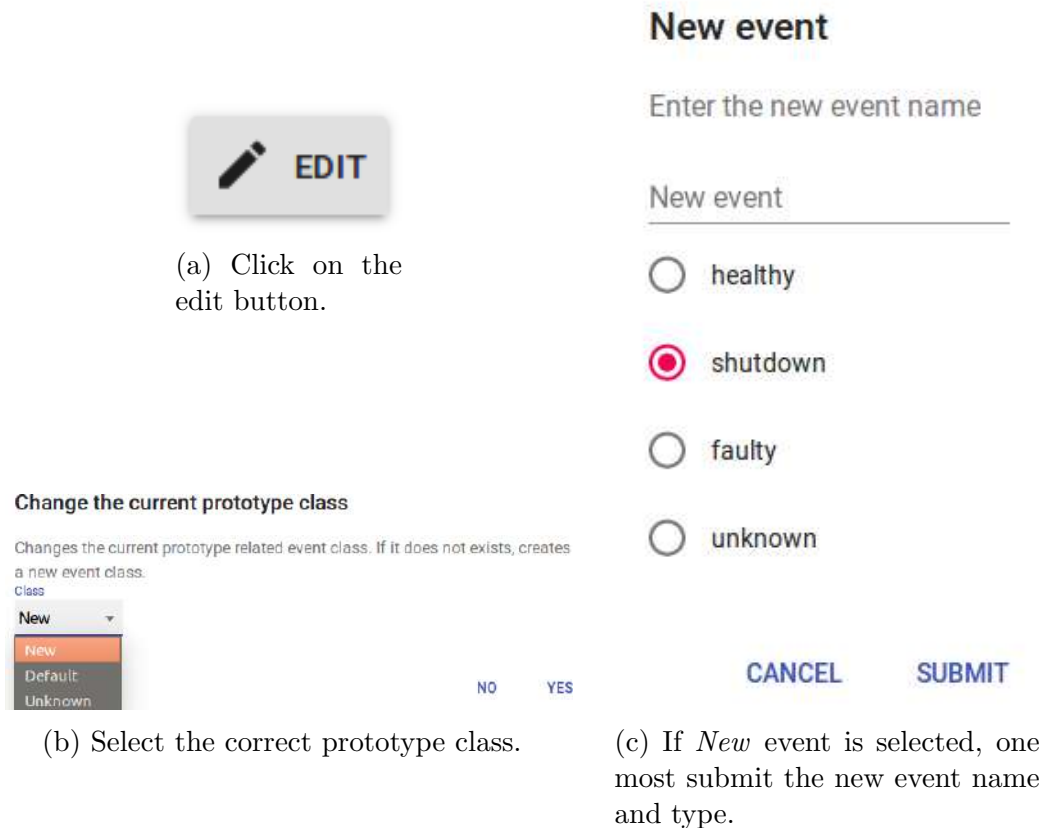 EDIT
(a) Click on the
edit button.
Change the current prototype class
Changes the current prototype related event class. If it does not exists, creates
a new event class.
Class
New
New
Default
Unknown
NO YES
(b) Select the correct prototype class.
New event
Enter the new event name
New event
healthy
shutdown
faulty
unknown
CANCEL SUBMIT
(c) If New event is selected, one
most submit the new event name
and type.